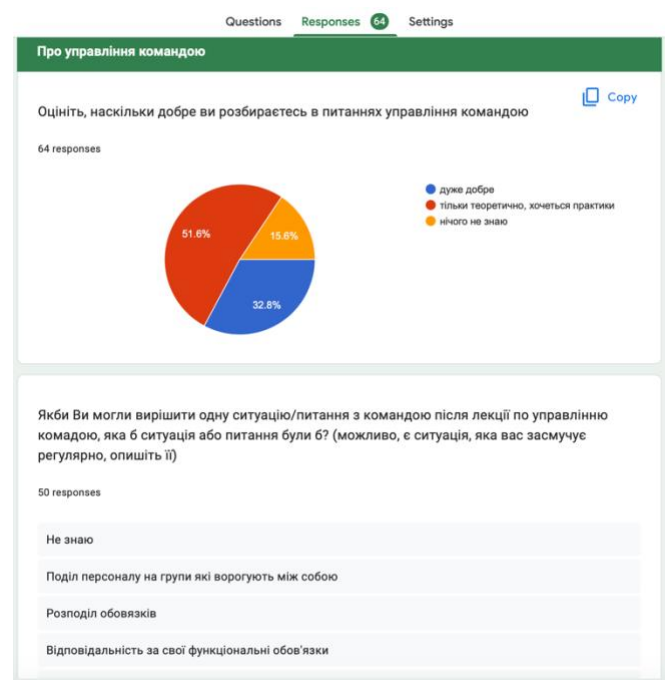 Questions Responses 64 Settings
Про управління командою
Оцініть, наскільки добре ви розбираєтесь в питаннях управління командою
Copy
64 responses
51.6%
15.6%
32.8%
дуже добре
тільки теоретично, хочеться практики
нічого не знаю
Якби Ви могли вирішити одну ситуацію/питання з командою після лекції по управлінню
комадою, яка б ситуація або питання були б? (можливо, є ситуація, яка вас засмучує
регулярно, опишіть її)
50 responses
Не знаю
Поділ персоналу на групи які ворогують між собою
Розподіл обовязків
Відповідальність за свої функціональні обов'язки